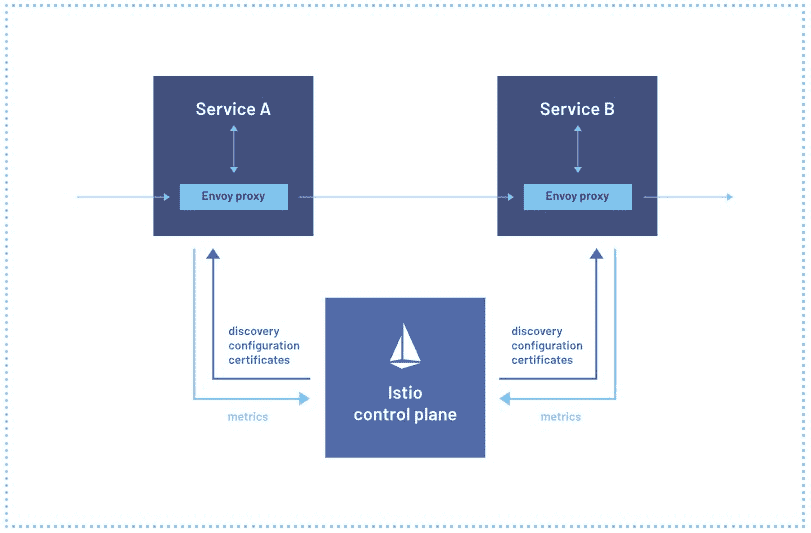 Service A
Envoy proxy
Service B
Envoy proxy
discovery
configuration
certificates
metrics
Istio
control plane
discovery
configuration
certificates
metrics